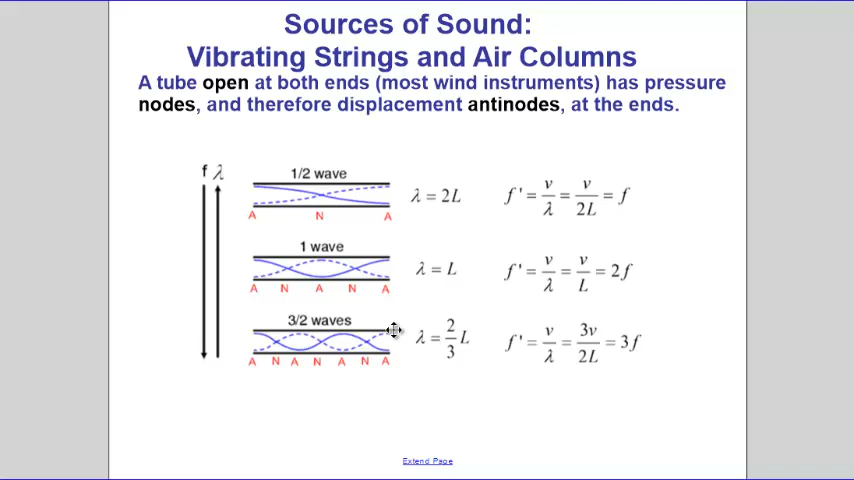 Sources of Sound:
Vibrating Strings and Air Columns
A tube open at both ends (most wind instruments) has pressure
nodes, and therefore displacement antinodes, at the ends.
f λ
1/2 wave
A N A
λ = 2L
f' = v/λ = v/2L = f
1 wave
A N A N A
λ = L
f' = v/λ = v/L = 2f
3/2 waves
A N A N A N A
λ = 2/3 L
f' = v/λ = 3v/2L = 3f
Extend Page